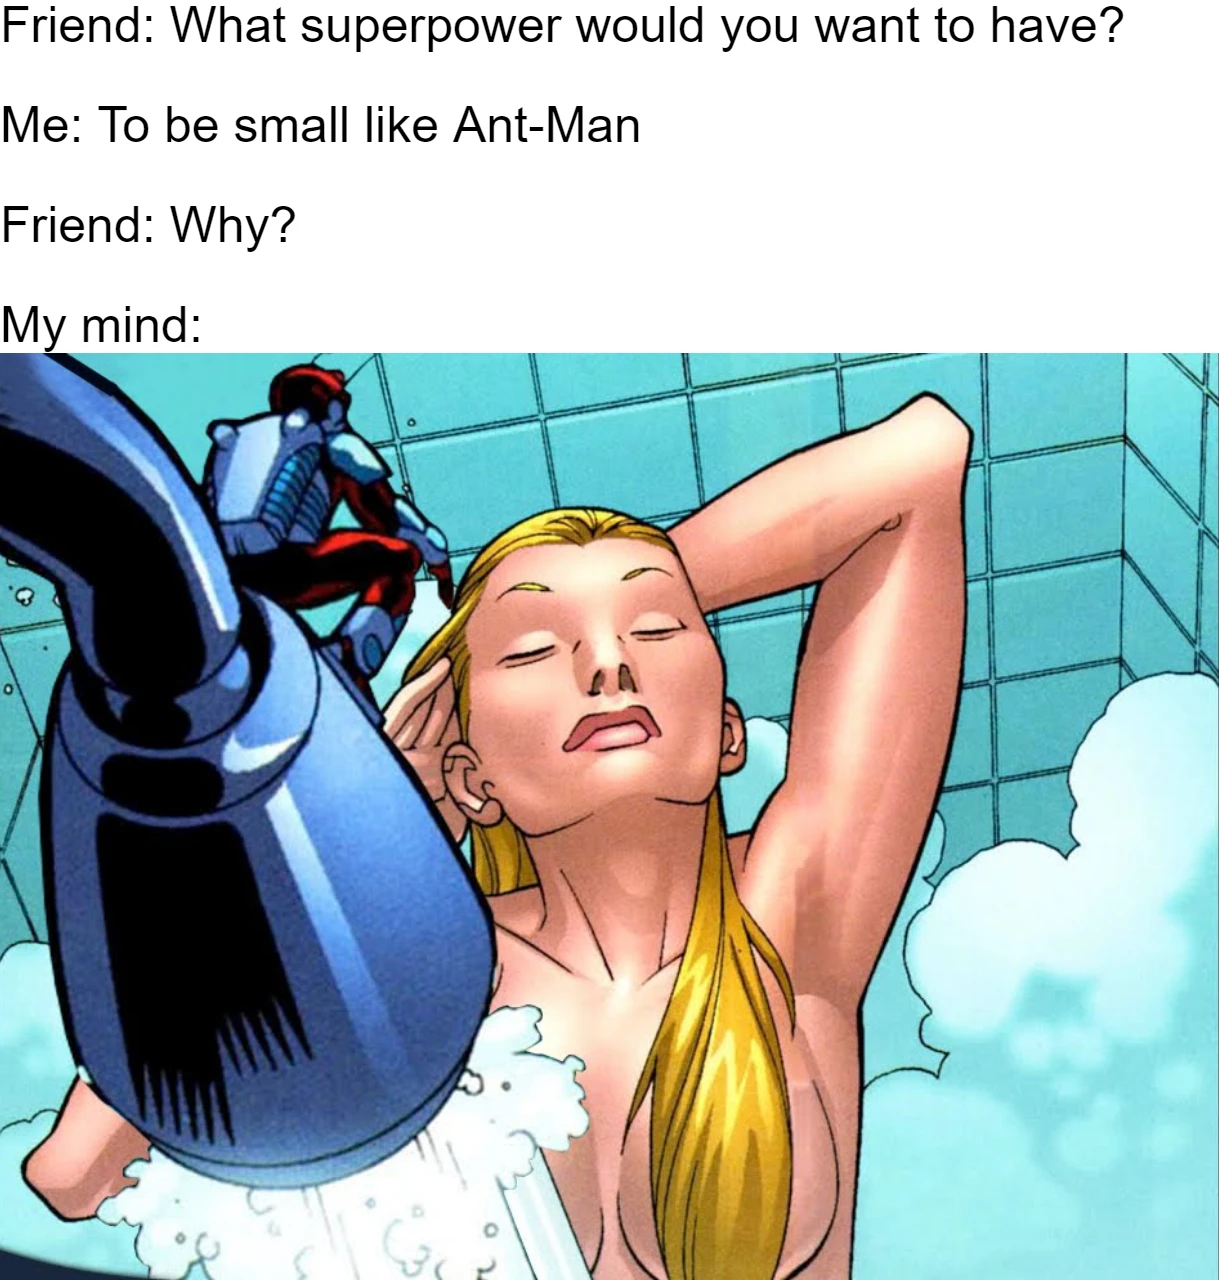 Friend: What superpower would you want to have?
Me: To be small like Ant-Man
Friend: Why?
My mind: